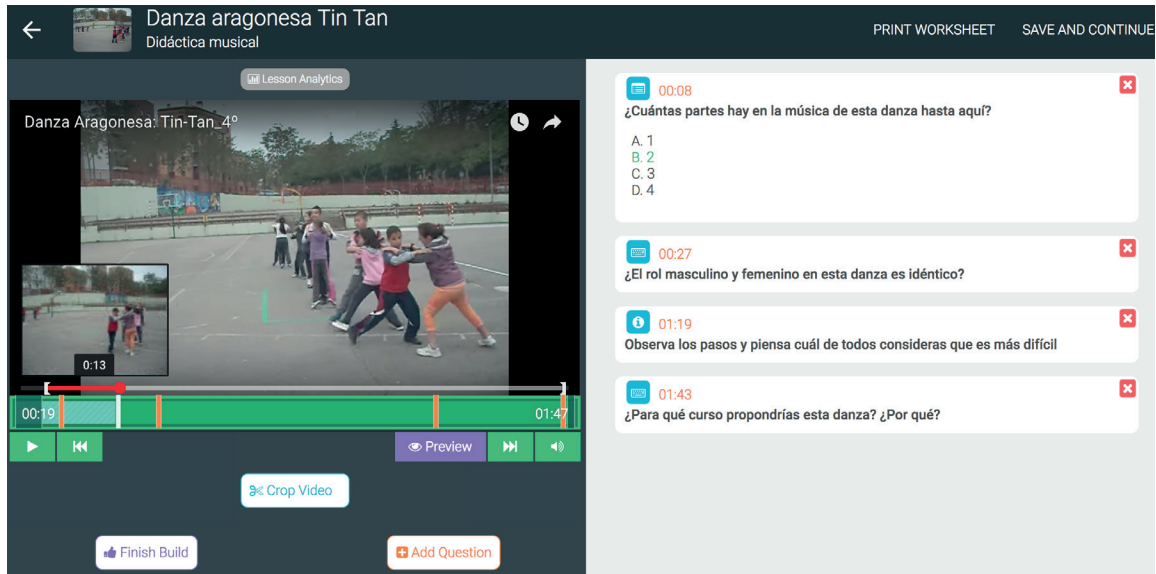 Danza aragonesa Tin Tan
Didáctica musical
PRINT WORKSHEET
SAVE AND CONTINUE
Lesson Analytics
Danza Aragonesa: Tin-Tan_4º
0:13
00:19
01:47
Preview
Crop Video
Finish Build
Add Question
00:08
¿Cuántas partes hay en la música de esta danza hasta aquí?
A. 1
B. 2
C. 3
D. 4
00:27
¿El rol masculino y femenino en esta danza es idéntico?
01:19
Observa los pasos y piensa cuál de todos consideras que es más difícil
01:43
¿Para qué curso propondrías esta danza? ¿Por qué?